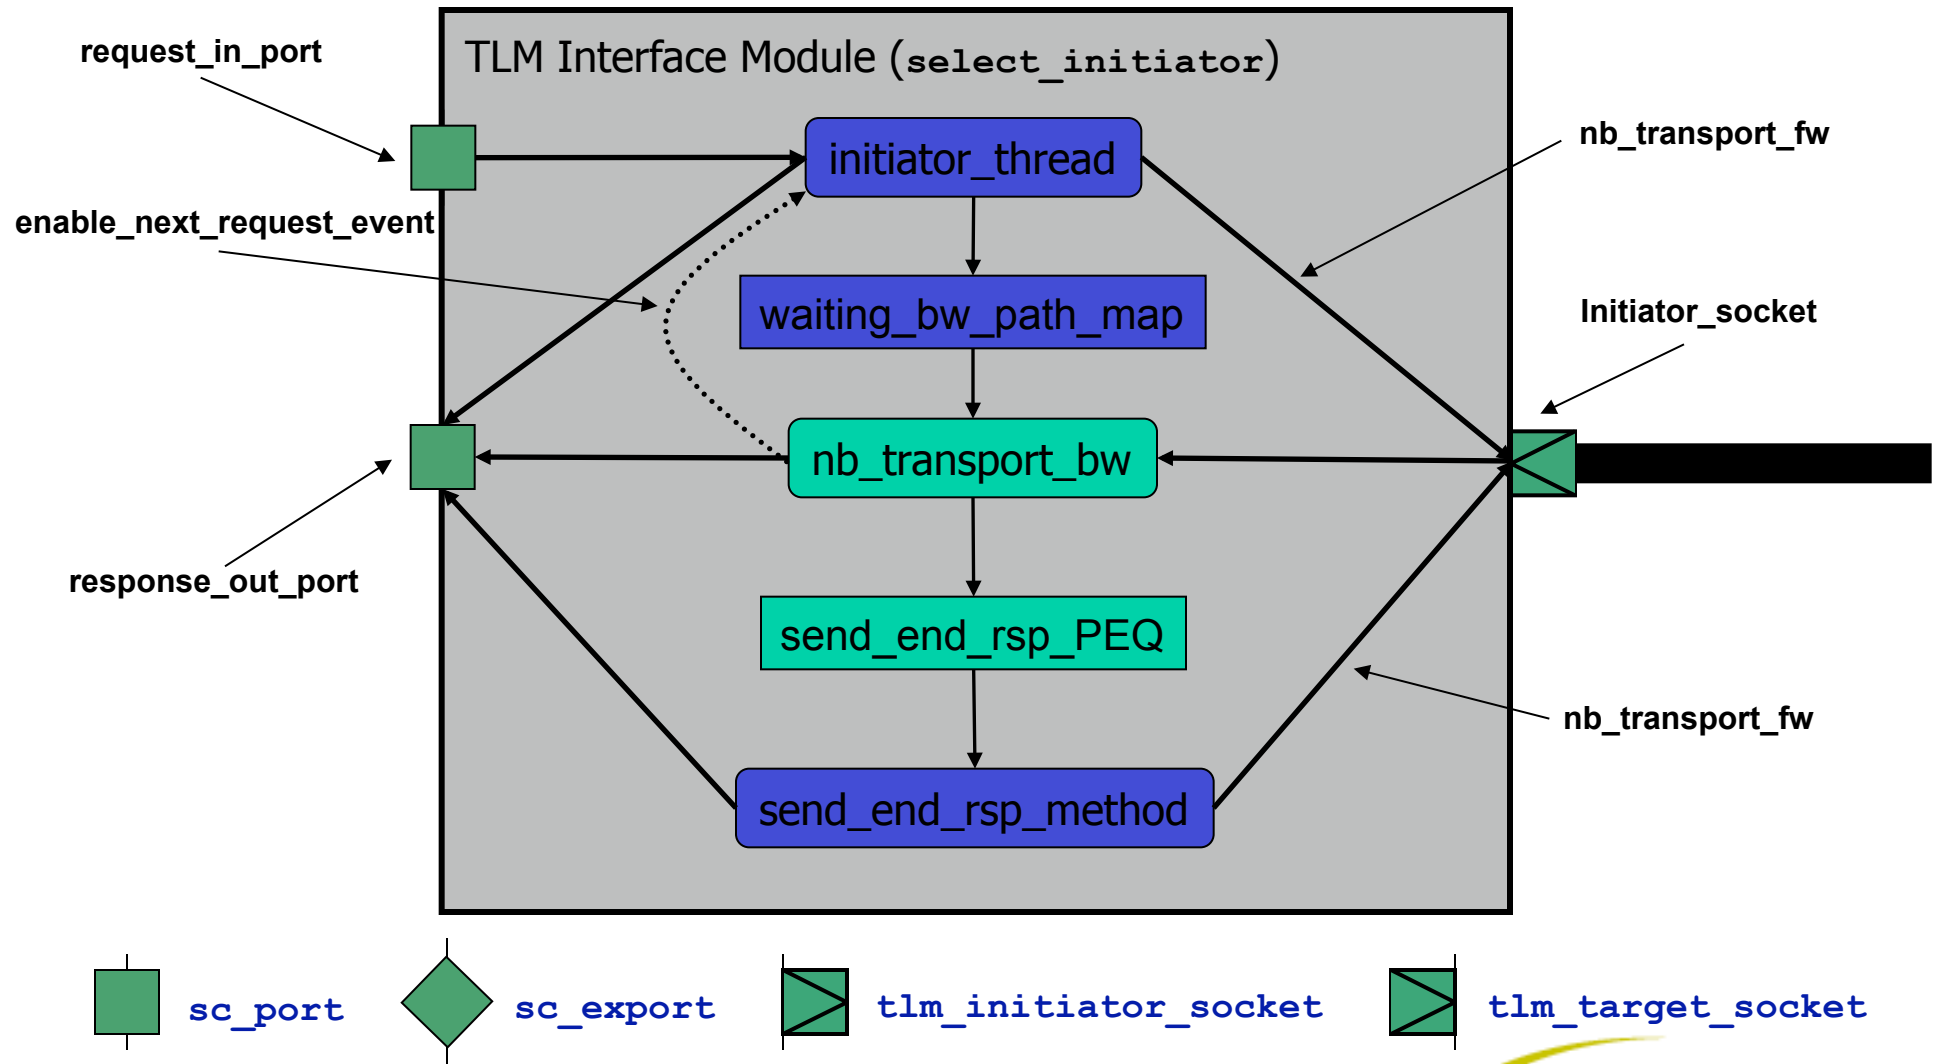 request_in_port
TLM Interface Module (select_initiator)
initiator_thread
nb_transport_fw
enable_next_request_event
waiting_bw_path_map
Initiator_socket
nb_transport_bw
response_out_port
send_end_rsp_PEQ
nb_transport_fw
send_end_rsp_method
sc_port
sc_export
tlm_initiator_socket
tlm_target_socket